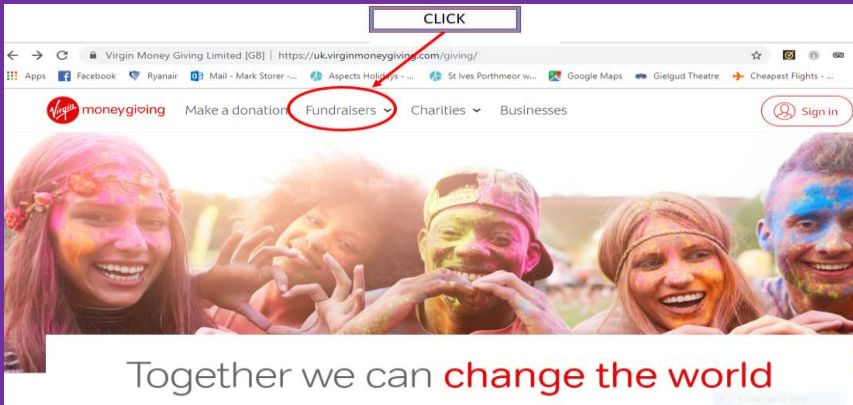 CLICK
Virgin Money Giving Limited [GB] | https://uk.virginmoneygiving.com/giving/
Apps Facebook Ryanair Mail - Mark Storer -... Aspects Holidays - ... St Ives Porthmeor w... Google Maps Gielgud Theatre Cheapest Flights - ...
Virgin moneygiving Make a donation Fundraisers Charities Businesses Sign in
Together we can change the world
Rectangular Snip